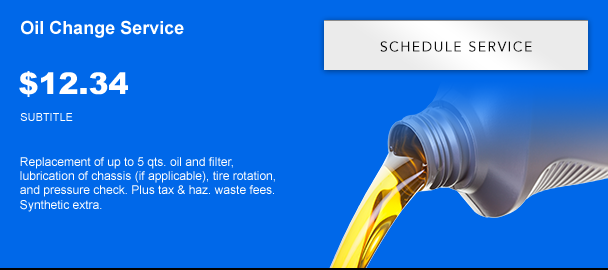 Oil Change Service
SCHEDULE SERVICE
$12.34
SUBTITLE
Replacement of up to 5 qts. oil and filter,
lubrication of chassis (if applicable), tire rotation,
and pressure check. Plus tax & haz. waste fees.
Synthetic extra.